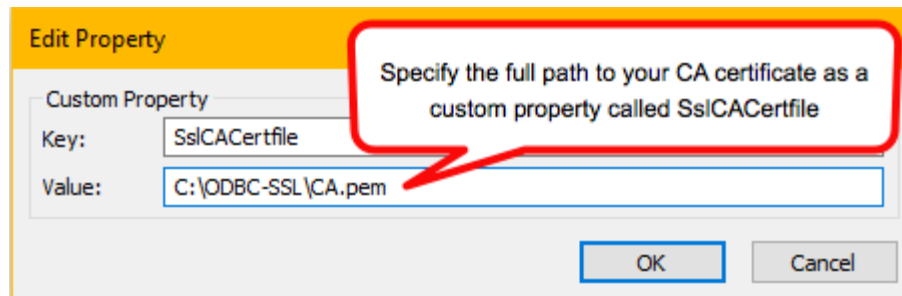 Edit Property
Specify the full path to your CA certificate as a
custom property called SslCACertfile
Custom Property
Key: SslCACertfile
Value: C:\ODBC-SSL\CA.pem
OK Cancel